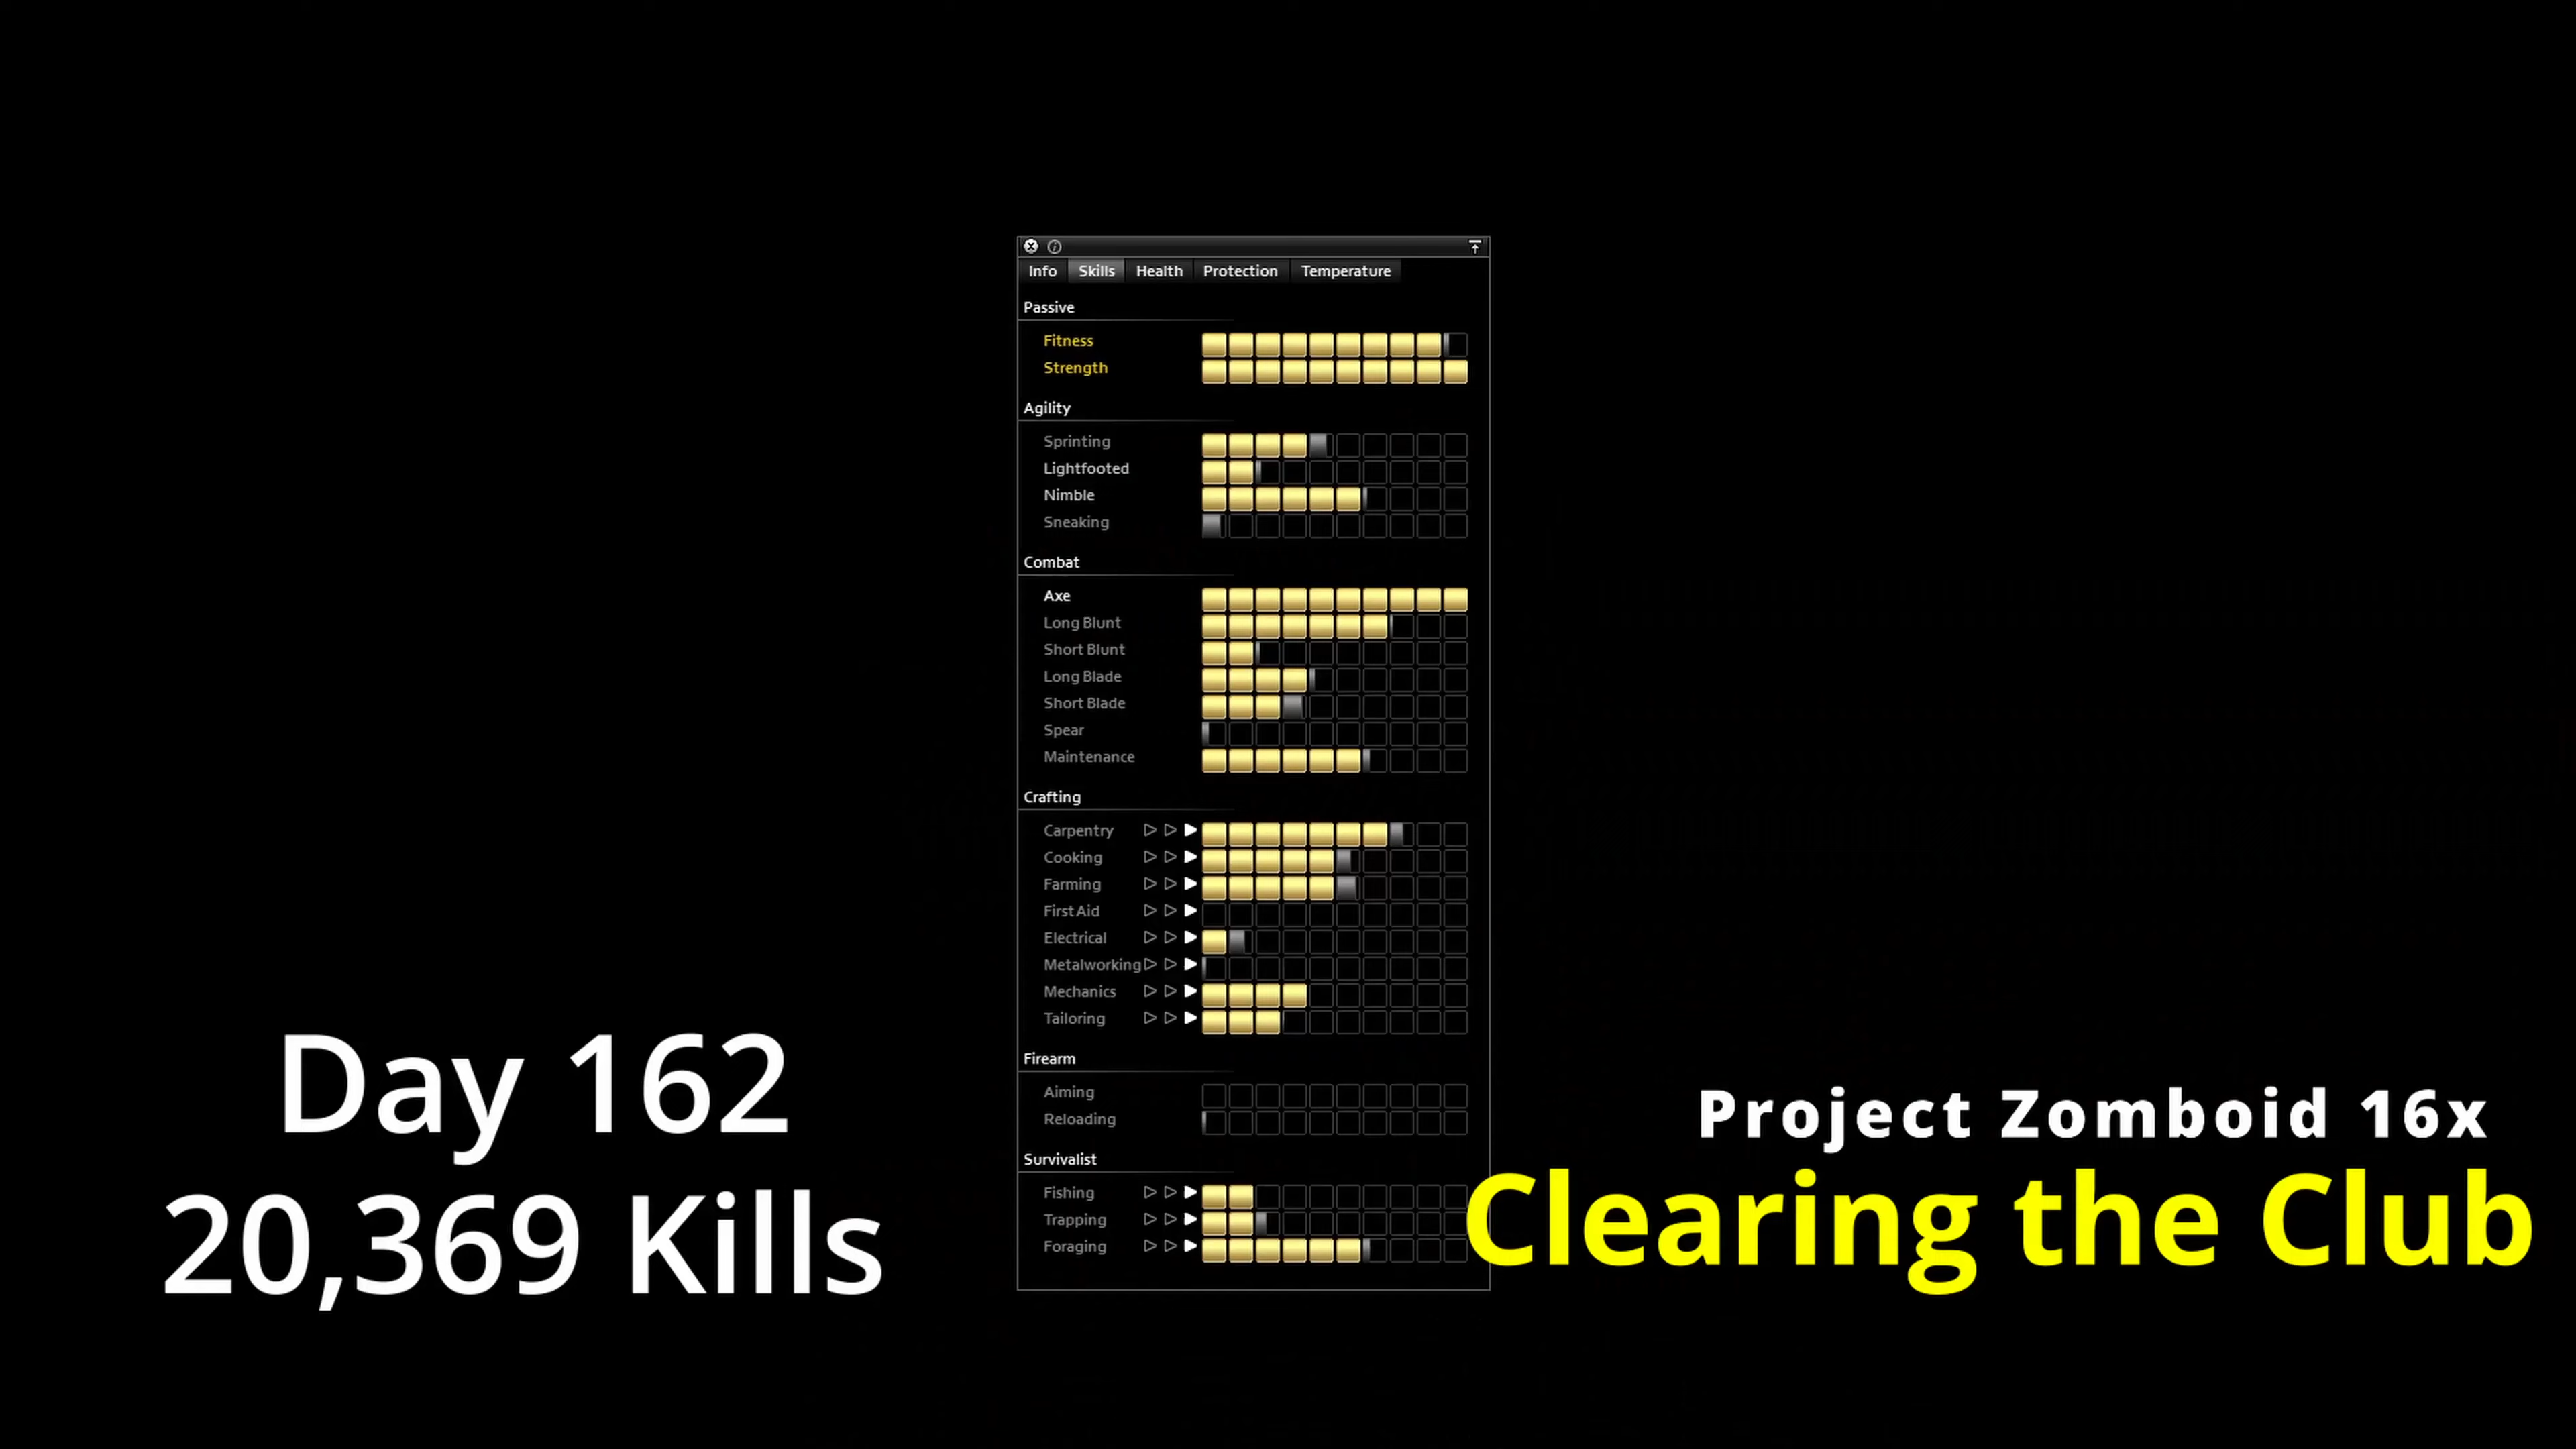 Info Skills Health Protection Temperature
Passive
Fitness
Strength
Agility
Sprinting
Lightfooted
Nimble
Sneaking
Combat
Axe
Long Blunt
Short Blunt
Long Blade
Short Blade
Spear
Maintenance
Crafting
Carpentry
Cooking
Farming
First Aid
Electrical
Metalworking
Mechanics
Tailoring
Firearm
Aiming
Reloading
Survivalist
Fishing
Trapping
Foraging
Day 162
20,369 Kills
Project Zomboid 16x
Clearing the Club